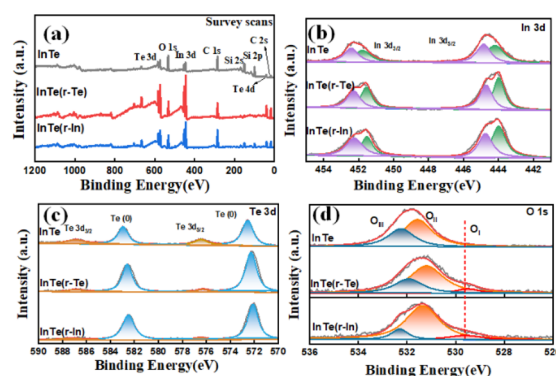 (a)
Survey scans
C 2s
InTe
Te 3d
O 1s
In 3d
C 1s
Si 2s
Si 2p
Te 4d
InTe(r-Te)
InTe(r-In)
1200 1000 800 600 400 200 0
Binding Energy(eV)
Intensity (a.u.)
(b)
In 3d
InTe
In 3d3/2
In 3d5/2
InTe(r-Te)
InTe(r-In)
454 452 450 448 446 444 442
Binding Energy(eV)
Intensity (a.u.)
(c)
Te 3d
Te (0)
Te (0)
Te 3d3/2
Te 3d5/2
InTe
InTe(r-Te)
InTe(r-In)
590 588 586 584 582 580 578 576 574 572 570
Binding Energy(eV)
Intensity (a.u.)
(d)
O 1s
OIII
OII
OI
InTe
InTe(r-Te)
InTe(r-In)
536 534 532 530 528 526
Binding Energy(eV)
Intensity (a.u.)